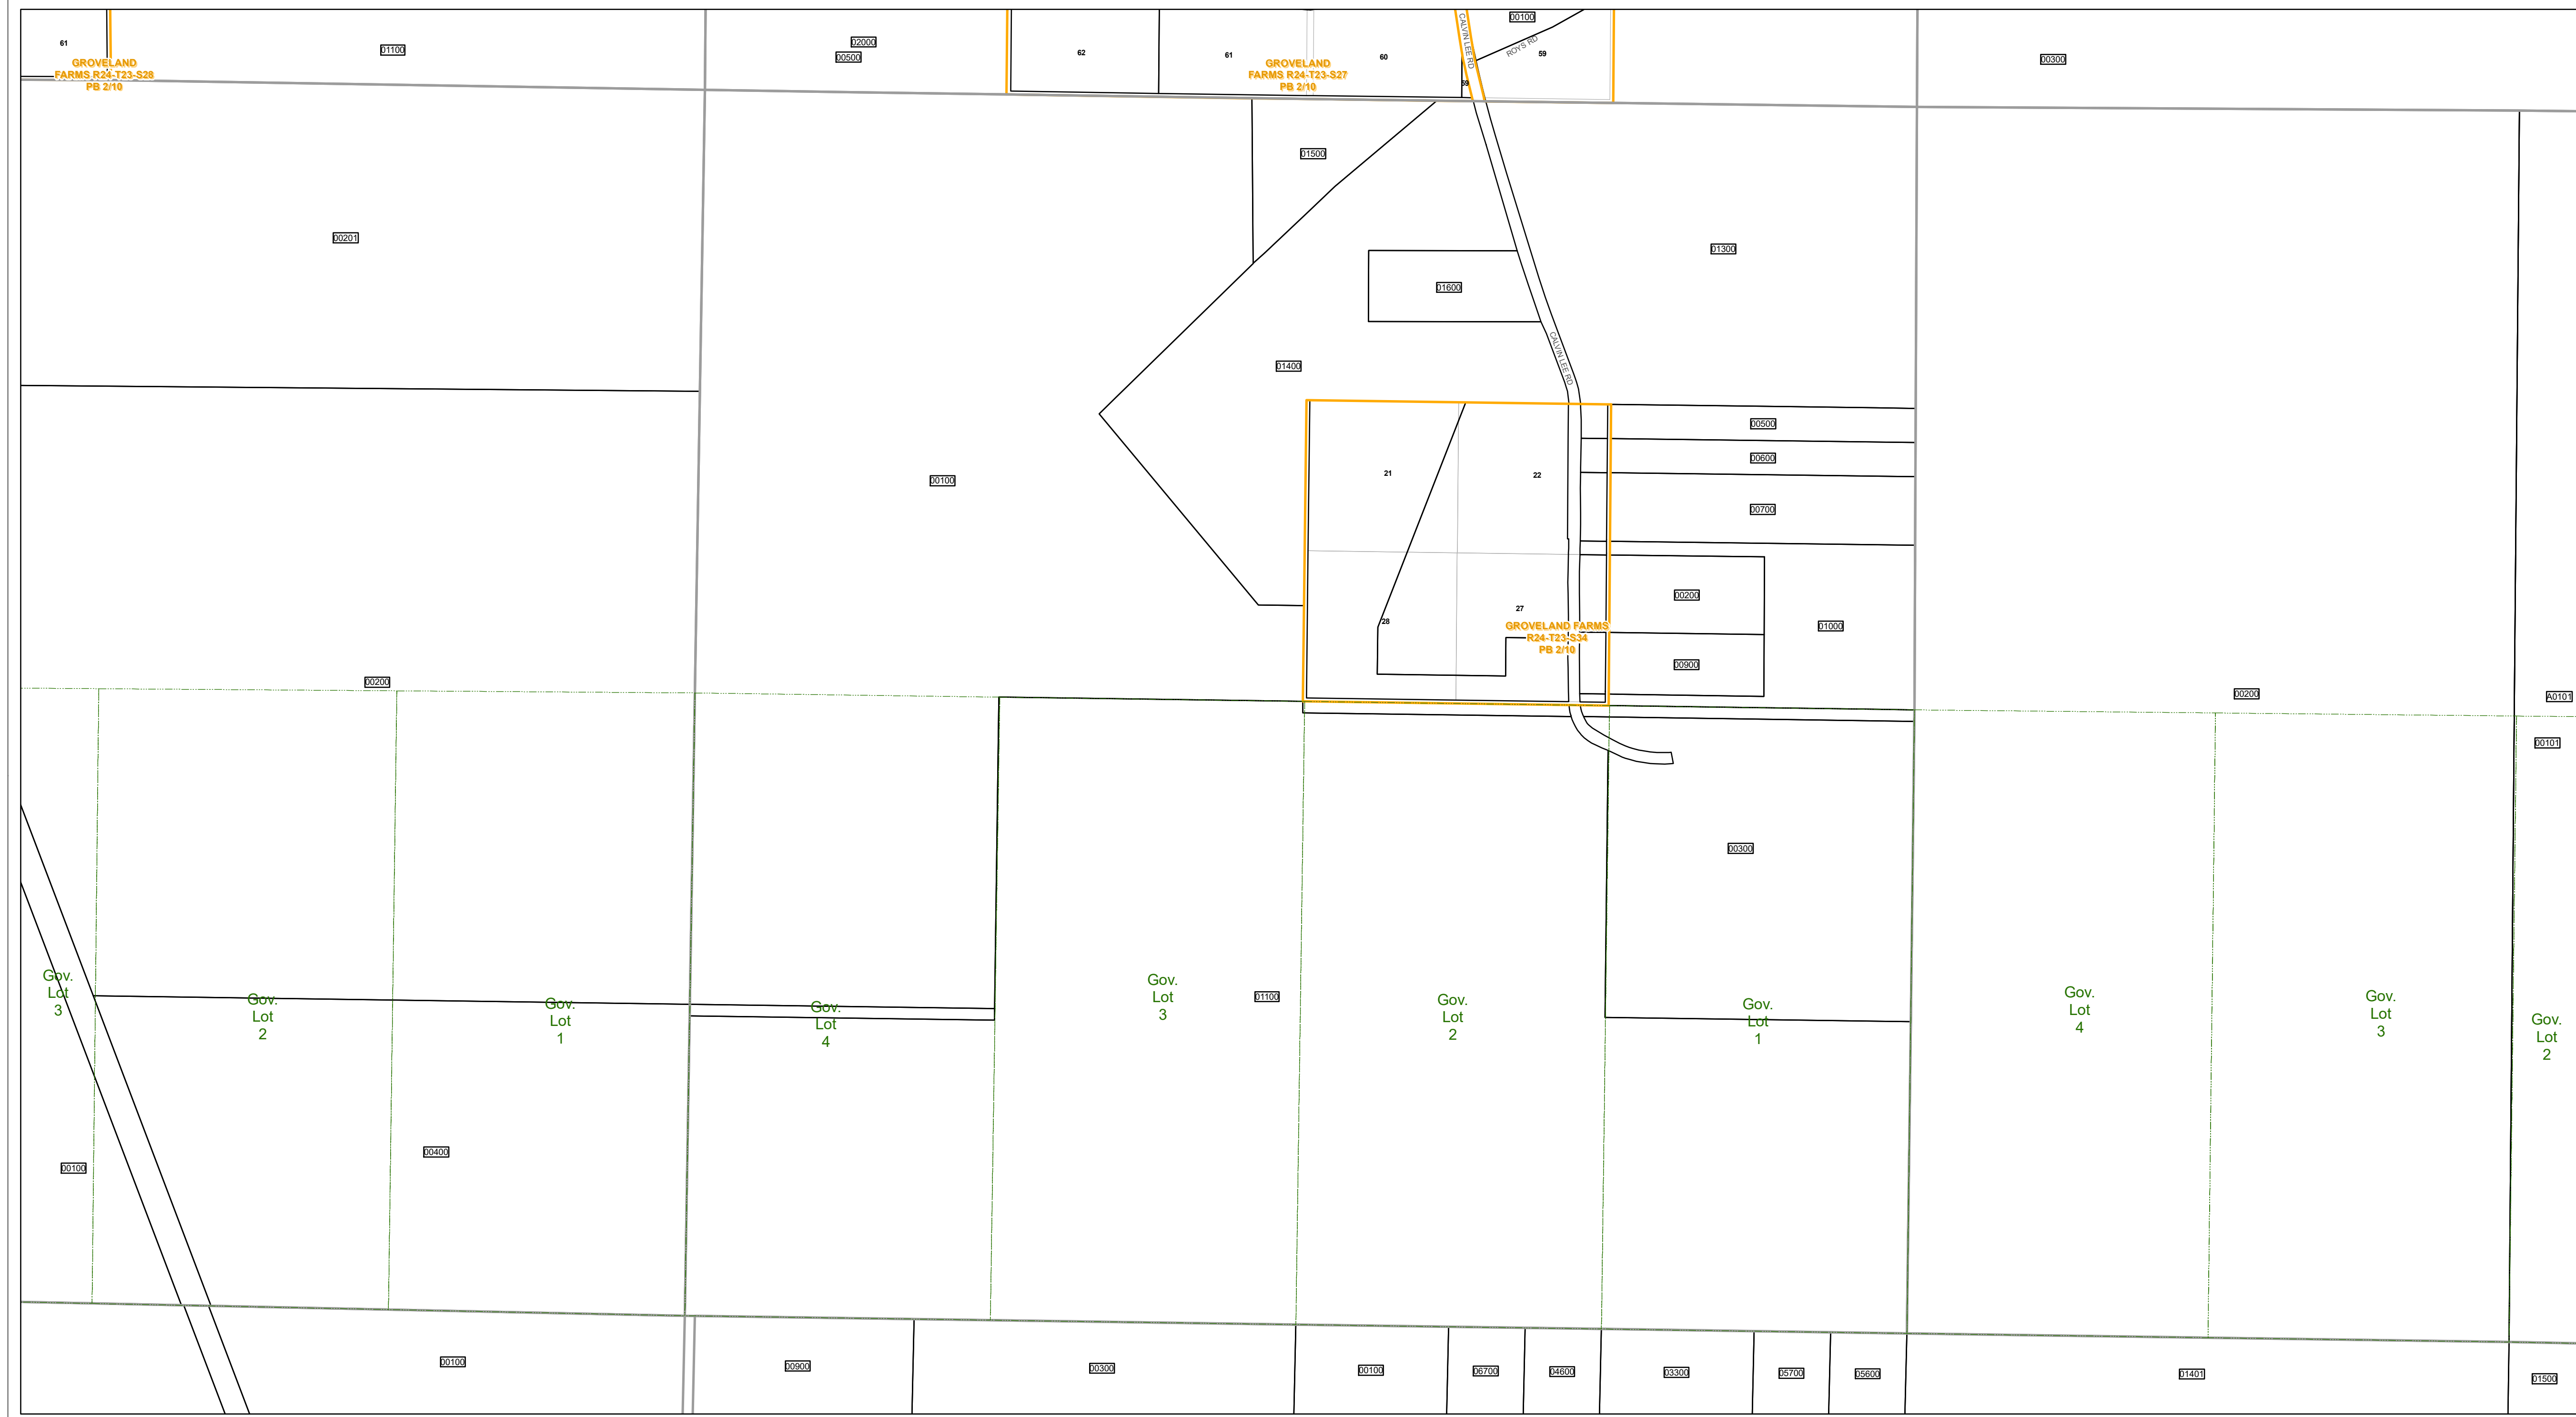 61
GROVELAND
FARMS R24-T23-S28
PB 2/10
01100
02000
00500
62
61
GROVELAND
FARMS R24-T23-S27
PB 2/10
60
CALVIN LEE RD
59
00100
ROYS RD
59
00300
01500
00201
01300
01600
CALVIN LEE RD
01400
00500
00600
00700
21
22
00100
00200
27
28
GROVELAND FARMS
R24-T23-S34
PB 2/10
01000
00900
00200
00200
A0101
00101
00300
Gov.
Lot
3
Gov.
Lot
2
Gov.
Lot
1
Gov.
Lot
4
Gov.
Lot
3
01100
Gov.
Lot
2
Gov.
Lot
1
Gov.
Lot
4
Gov.
Lot
3
Gov.
Lot
2
00100
00400
00100
00900
00300
00100
06700
04600
03300
05700
05600
01401
01500